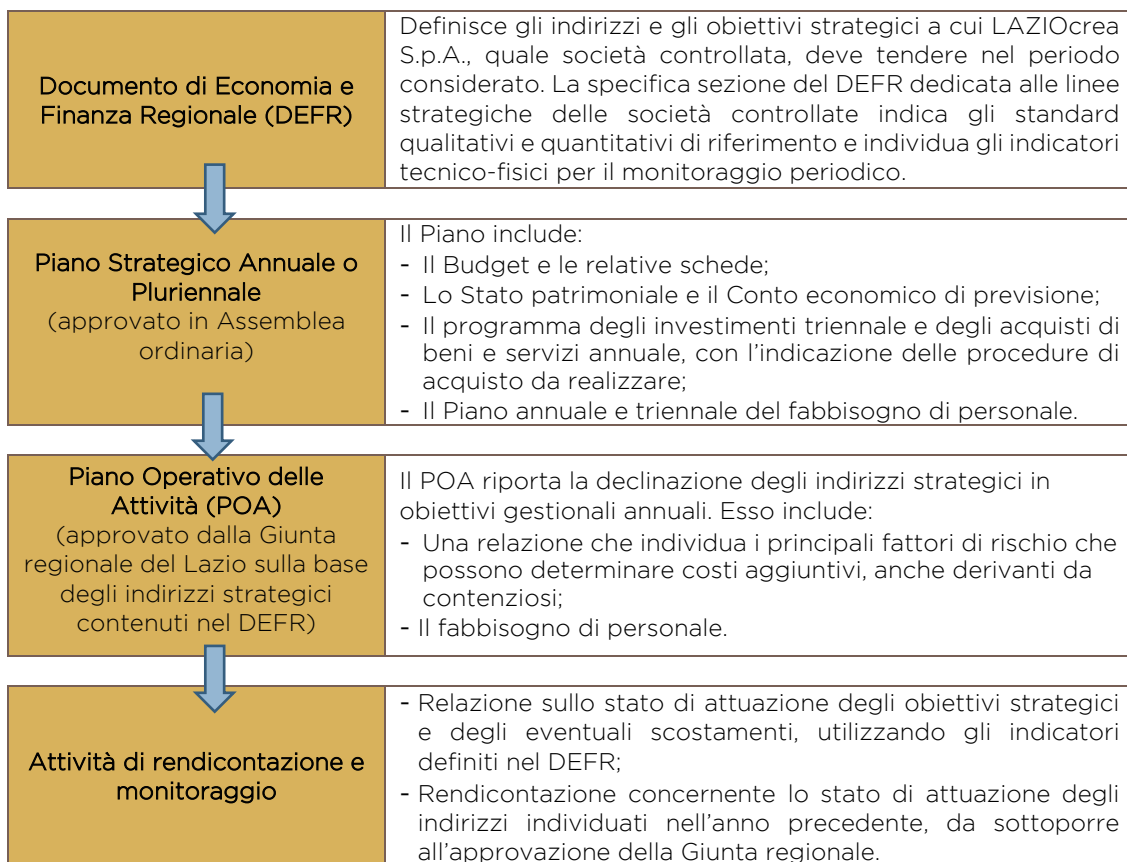 Documento di Economia e
Finanza Regionale (DEFR)
Definisce gli indirizzi e gli obiettivi strategici a cui LAZIOcrea
S.p.A., quale società controllata, deve tendere nel periodo
considerato. La specifica sezione del DEFR dedicata alle linee
strategiche delle società controllate indica gli standard
qualitativi e quantitativi di riferimento e individua gli indicatori
tecnico-fisici per il monitoraggio periodico.
Piano Strategico Annuale o
Pluriennale
(approvato in Assemblea
ordinaria)
Il Piano include:
- Il Budget e le relative schede;
- Lo Stato patrimoniale e il Conto economico di previsione;
- Il programma degli investimenti triennale e degli acquisti di
beni e servizi annuale, con l'indicazione delle procedure di
acquisto da realizzare;
- Il Piano annuale e triennale del fabbisogno di personale.
Piano Operativo delle
Attività (POA)
(approvato dalla Giunta
regionale del Lazio sulla base
degli indirizzi strategici
contenuti nel DEFR)
Il POA riporta la declinazione degli indirizzi strategici in
obiettivi gestionali annuali. Esso include:
- Una relazione che individua i principali fattori di rischio che
possono determinare costi aggiuntivi, anche derivanti da
contenziosi;
- Il fabbisogno di personale.
Attività di rendicontazione e
monitoraggio
- Relazione sullo stato di attuazione degli obiettivi strategici
e degli eventuali scostamenti, utilizzando gli indicatori
definiti nel DEFR;
- Rendicontazione concernente lo stato di attuazione degli
indirizzi individuati nell'anno precedente, da sottoporre
all'approvazione della Giunta regionale.